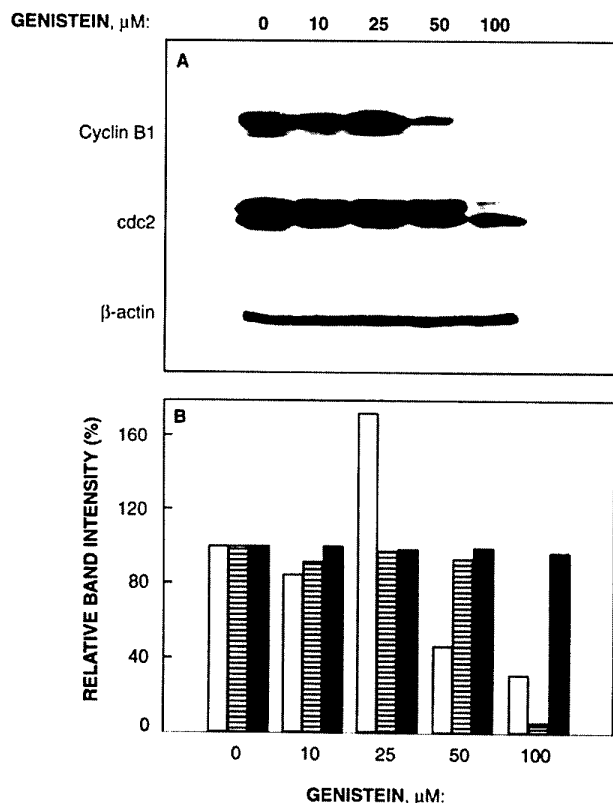 GENISTEIN, μM: 0 10 25 50 100
A
Cyclin B1
cdc2
β-actin
B
RELATIVE BAND INTENSITY (%)
160
120
80
40
0
0 10 25 50 100
GENISTEIN, μM: